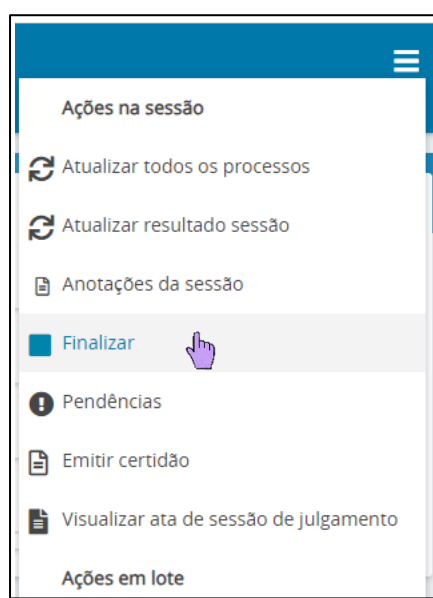 Ações na sessão
Atualizar todos os processos
Atualizar resultado sessão
Anotações da sessão
Finalizar
Pendências
Emitir certidão
Visualizar ata de sessão de julgamento
Ações em lote